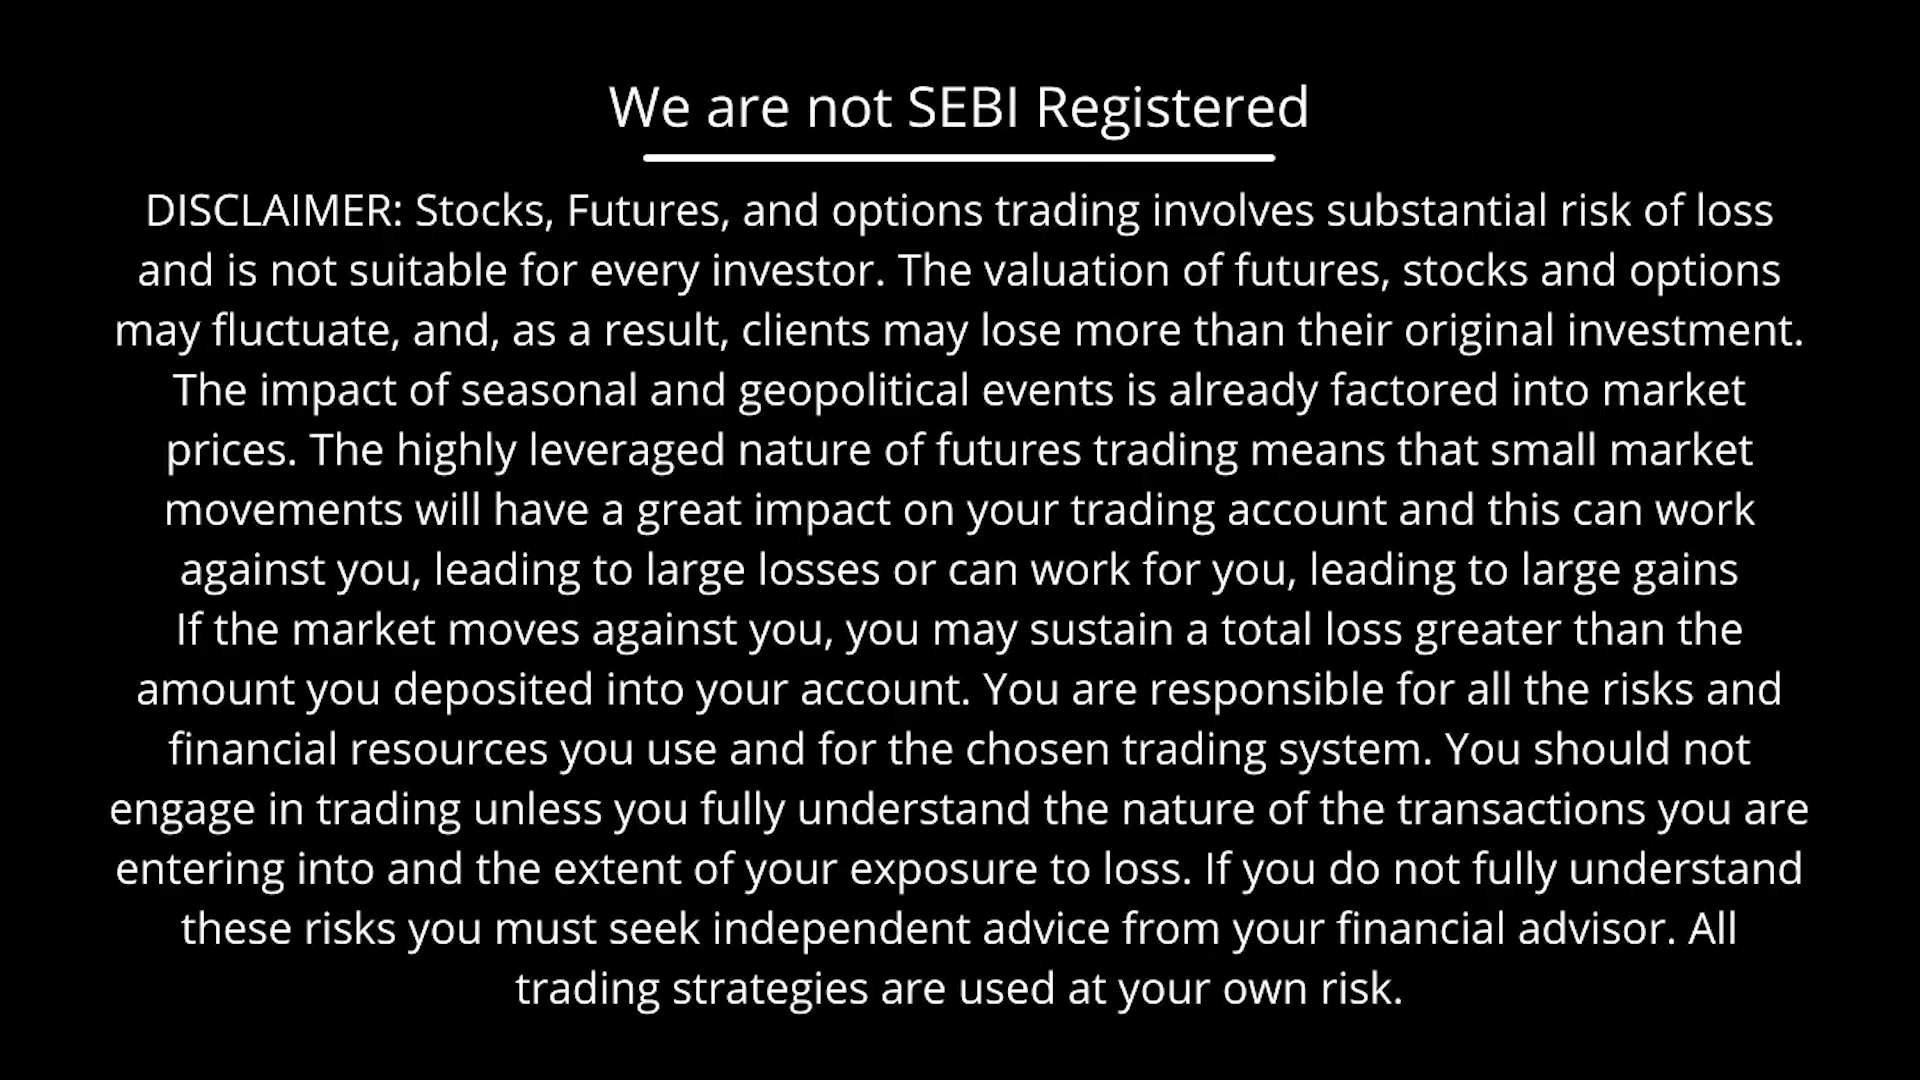 We are not SEBI Registered
DISCLAIMER: Stocks, Futures, and options trading involves substantial risk of loss
and is not suitable for every investor. The valuation of futures, stocks and options
may fluctuate, and, as a result, clients may lose more than their original investment.
The impact of seasonal and geopolitical events is already factored into market
prices. The highly leveraged nature of futures trading means that small market
movements will have a great impact on your trading account and this can work
against you, leading to large losses or can work for you, leading to large gains
If the market moves against you, you may sustain a total loss greater than the
amount you deposited into your account. You are responsible for all the risks and
financial resources you use and for the chosen trading system. You should not
engage in trading unless you fully understand the nature of the transactions you are
entering into and the extent of your exposure to loss. If you do not fully understand
these risks you must seek independent advice from your financial advisor. All
trading strategies are used at your own risk.